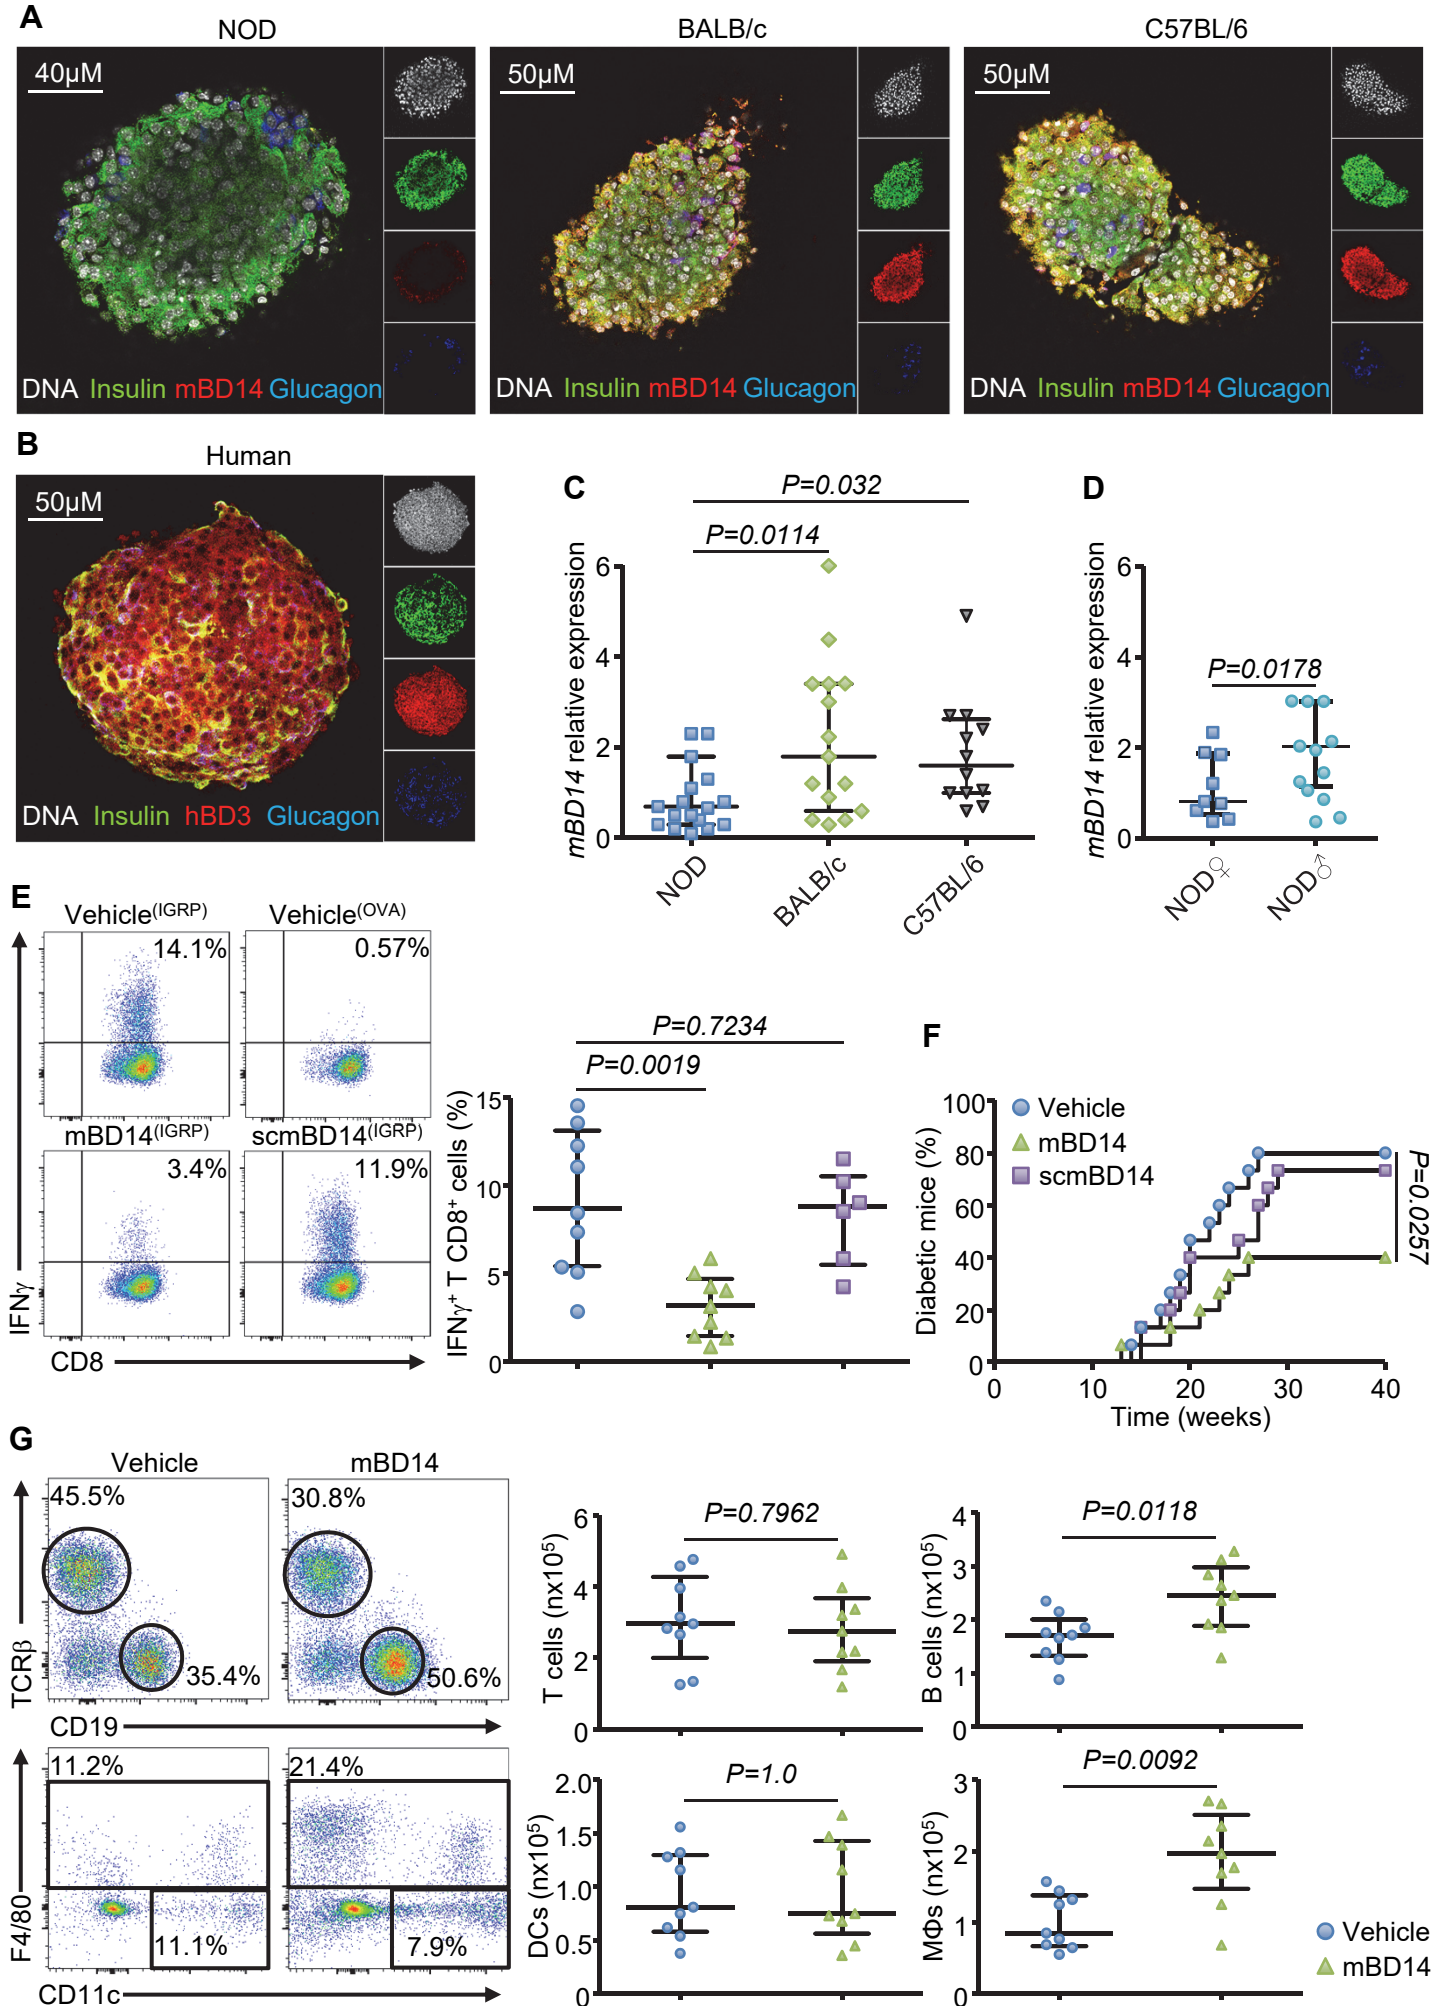 A
NOD
BALB/c
C57BL/6
40µM
50µM
50µM
DNA Insulin mBD14 Glucagon
DNA Insulin mBD14 Glucagon
DNA Insulin mBD14 Glucagon
B
Human
50µM
DNA Insulin hBD3 Glucagon
C
P=0.032
P=0.0114
mBD14 relative expression
6
4
2
0
NOD
BALB/c
C57BL/6
D
P=0.0178
mBD14 relative expression
6
4
2
0
NOD♀
NOD♂
E
Vehicle(IGRP)
Vehicle(OVA)
14.1%
0.57%
mBD14(IGRP)
scmBD14(IGRP)
3.4%
11.9%
IFNγ
CD8
P=0.7234
P=0.0019
IFNγ+ T CD8+ cells (%)
15
10
5
0
F
Vehicle
mBD14
scmBD14
P=0.0257
Diabetic mice (%)
100
80
60
40
20
0
0 10 20 30 40
Time (weeks)
G
Vehicle
mBD14
45.5%
35.4%
30.8%
50.6%
TCRβ
CD19
11.2%
11.1%
21.4%
7.9%
F4/80
CD11c
P=0.7962
T cells (nx10⁵)
6
4
2
0
P=0.0118
B cells (nx10⁵)
4
3
2
1
0
P=1.0
DCs (nx10⁵)
2.0
1.5
1.0
0.5
0
P=0.0092
MΦs (nx10⁵)
3
2
1
0
Vehicle
mBD14